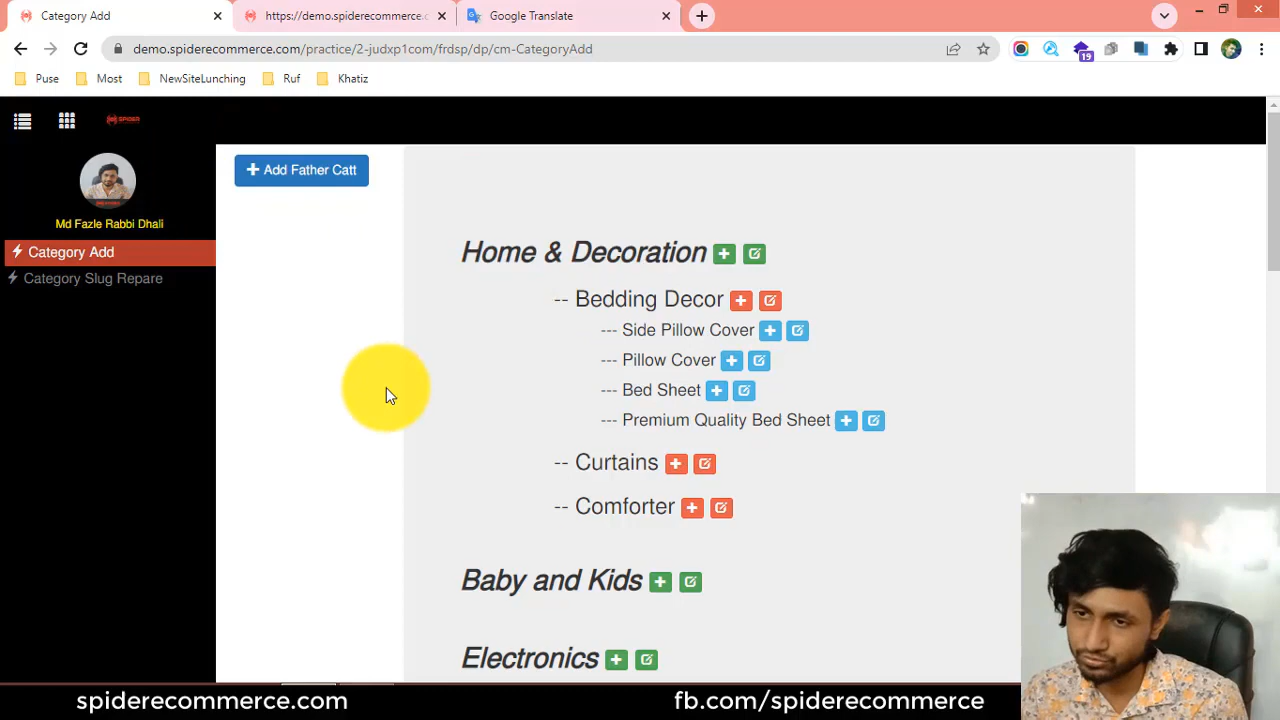 Category Add
https://demo.spiderecommerce.c
Google Translate
demo.spiderecommerce.com/practice/2-judxp1com/frdsp/dp/cm-CategoryAdd
19
Puse
Most
NewSiteLunching
Ruf
Khatiz
SPIDER
Add Father Catt
Md Fazle Rabbi Dhali
Category Add
Category Slug Repare
Home & Decoration
-- Bedding Decor
--- Side Pillow Cover
--- Pillow Cover
--- Bed Sheet
--- Premium Quality Bed Sheet
-- Curtains
-- Comforter
Baby and Kids
Electronics
spiderecommerce.com
fb.com/spiderecommerce